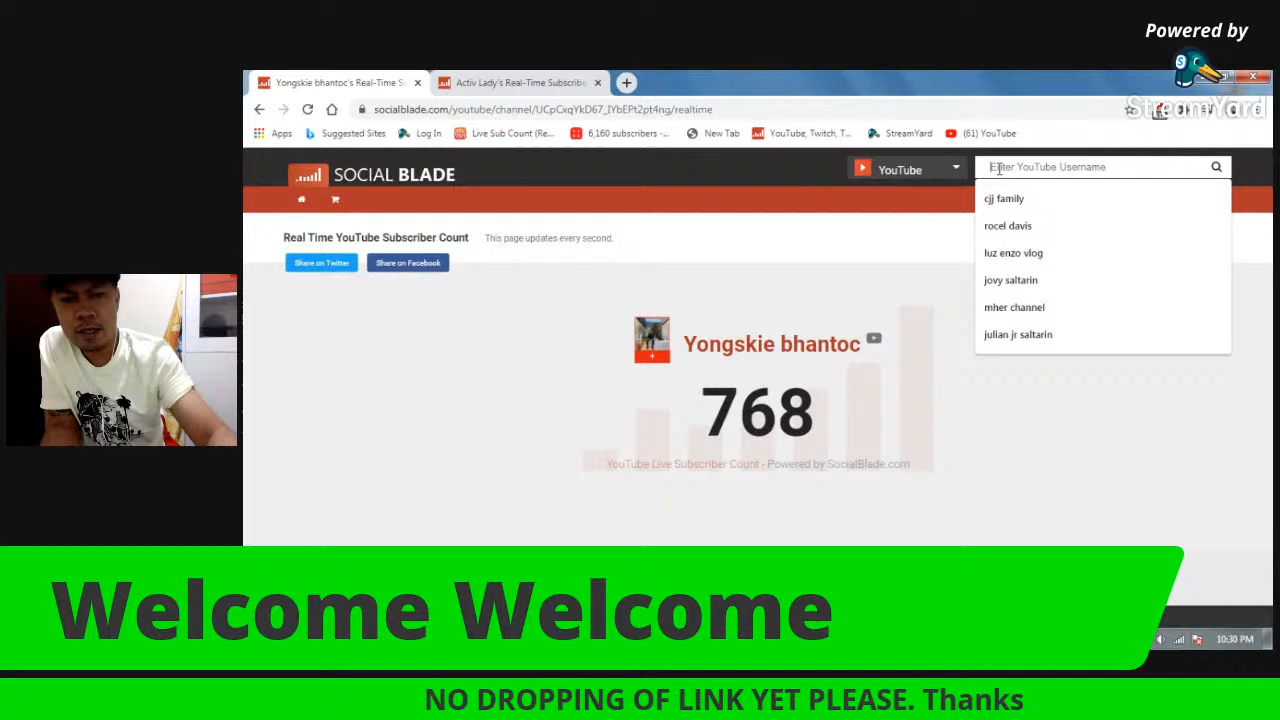 Powered by
StreamYard
Yongskie bhantoc's Real-Time S
Activ Lady's Real-Time Subscribe
socialblade.com/youtube/channel/UCpCxqYkD67_IYbEPt2pt4ng/realtime
Apps
Suggested Sites
Log In
Live Sub Count (Re...
6,160 subscribers -...
New Tab
YouTube, Twitch, T...
StreamYard
(61) YouTube
SOCIAL BLADE
YouTube
Enter YouTube Username
cjj family
rocel davis
luz enzo vlog
jovy saltarin
mher channel
julian jr saltarin
Real Time YouTube Subscriber Count
This page updates every second.
Share on Twitter
Share on Facebook
Yongskie bhantoc
768
YouTube Live Subscriber Count - Powered by SocialBlade.com
10:30 PM
Welcome Welcome
NO DROPPING OF LINK YET PLEASE. Thanks